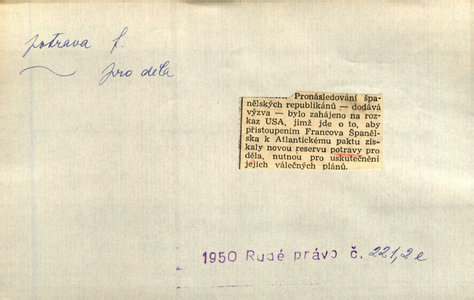 potrava f.
pro děla
Pronásledování špa-
nělských republikánů — dodává
výzva — bylo zahájeno na roz-
kaz USA, jimž jde o to, aby
přistoupením Francova Španěl-
ska k Atlantickému paktu zís-
kaly novou reservu potravy pro
děla, nutnou pro uskutečnění
jejich válečných plánů.
1950 Rudé právo č. 221,2e